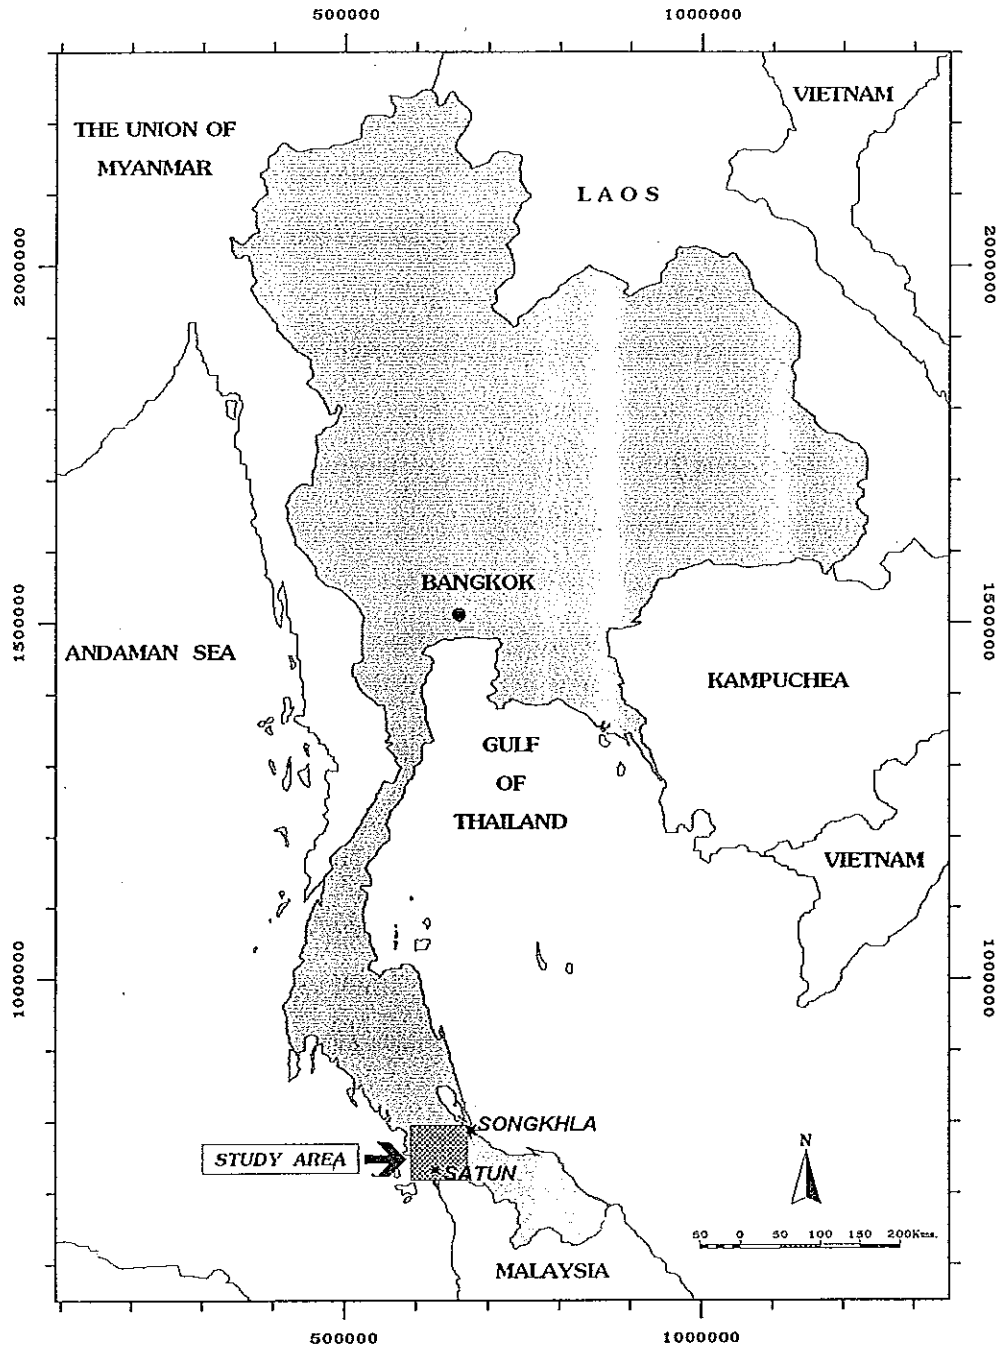 500000 1000000
VIETNAM
THE UNION OF
MYANMAR
LAOS
2000000 2000000
BANGKOK
1500000 1500000
ANDAMAN SEA
KAMPUCHEA
GULF
OF
THAILAND
VIETNAM
1000000 1000000
SONGKHLA
STUDY AREA
SATUN
N
50 0 50 100 150 200Kms.
MALAYSIA
500000 1000000